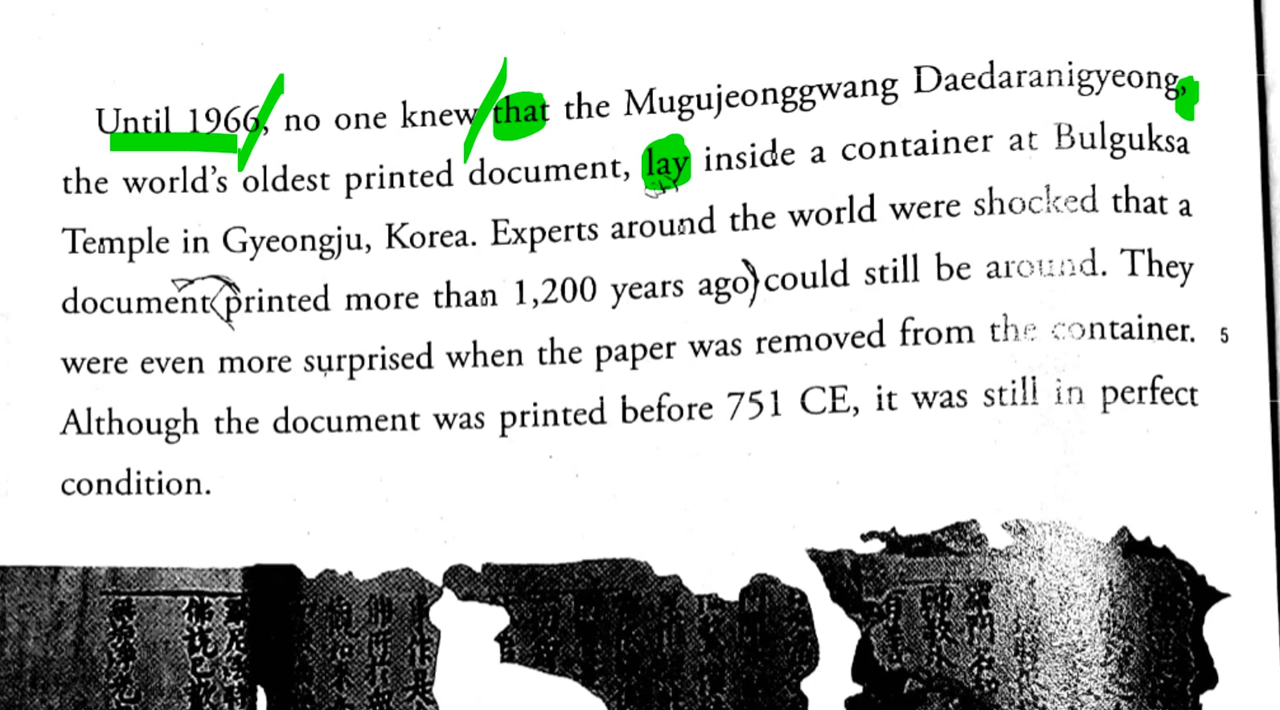 Until 1966, no one knew that the Mugujeonggwang Daedaranigyeong,
the world's oldest printed document, lay inside a container at Bulguksa
Temple in Gyeongju, Korea. Experts around the world were shocked that a
document printed more than 1,200 years ago could still be around. They
were even more surprised when the paper was removed from the container. 5
Although the document was printed before 751 CE, it was still in perfect
condition.